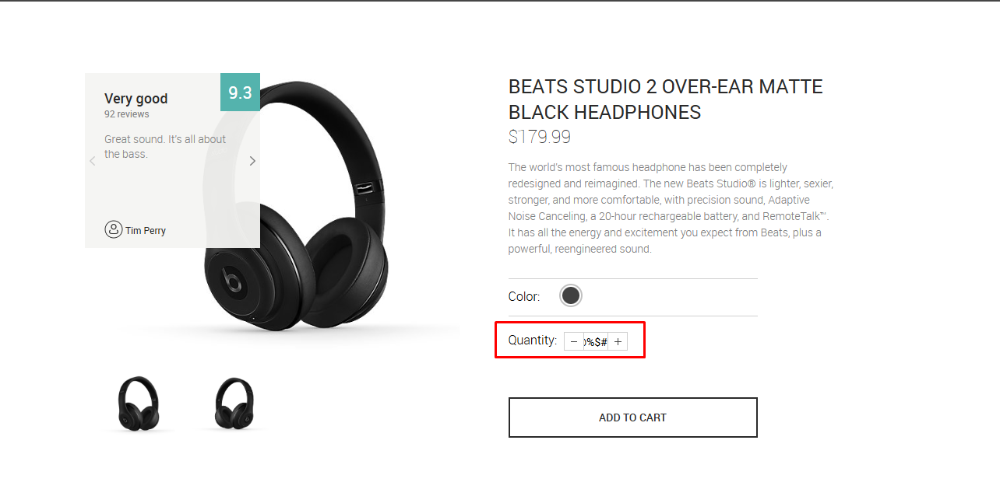 Very good
9.3
92 reviews
Great sound. It's all about
the bass.
Tim Perry
BEATS STUDIO 2 OVER-EAR MATTE
BLACK HEADPHONES
$179.99
The world's most famous headphone has been completely
redesigned and reimagined. The new Beats Studio® is lighter, sexier,
stronger, and more comfortable, with precision sound, Adaptive
Noise Canceling, a 20-hour rechargeable battery, and RemoteTalk™.
It has all the energy and excitement you expect from Beats, plus a
powerful, reengineered sound.
Color:
Quantity: − %$# +
ADD TO CART